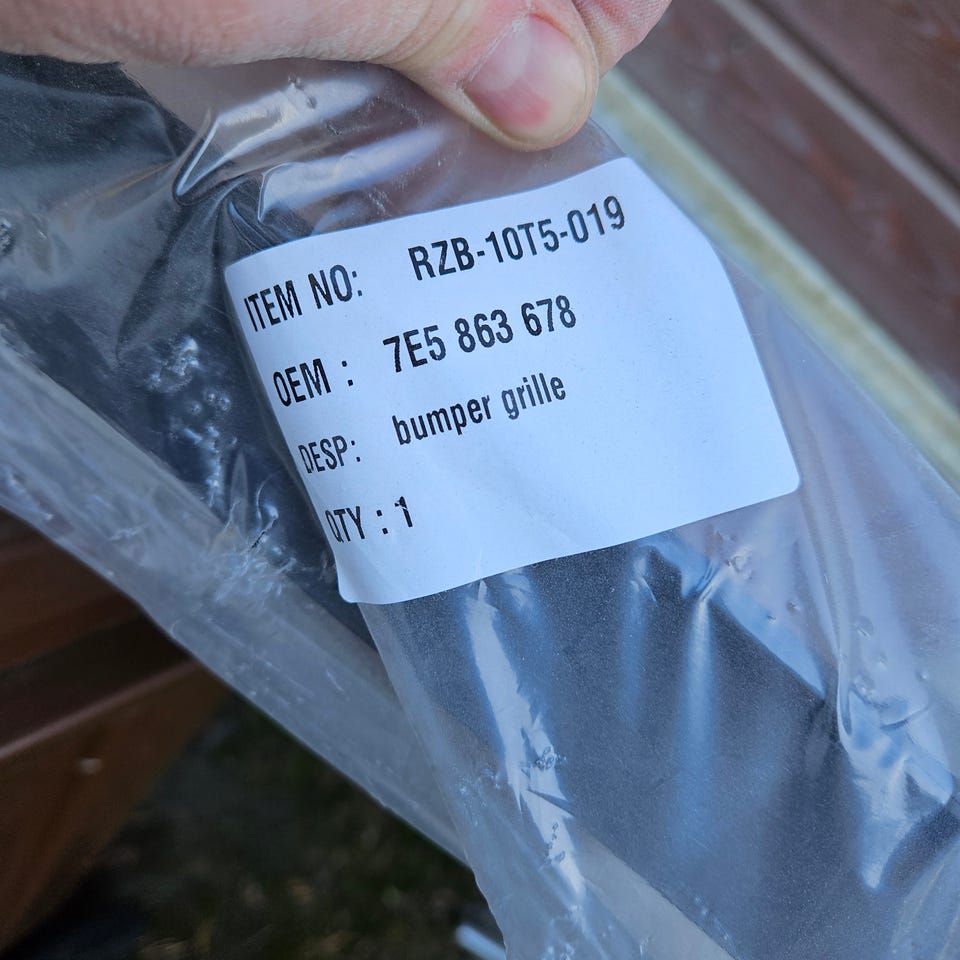 ITEM NO: RZB-10T5-019
OEM : 7E5 863 678
DESP: bumper grille
QTY : 1